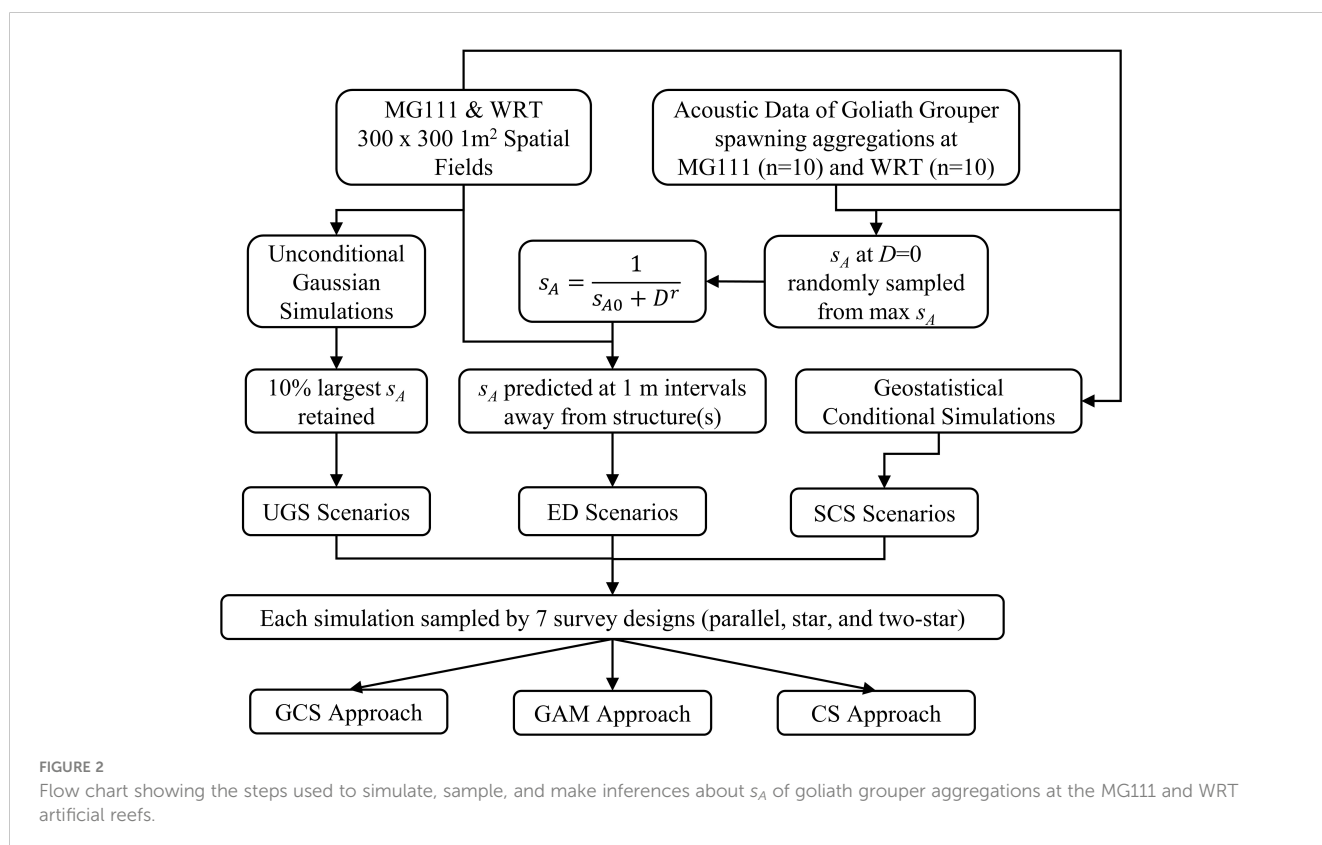 MG111 & WRT
300 x 300 1m² Spatial
Fields
Acoustic Data of Goliath Grouper
spawning aggregations at
MG111 (n=10) and WRT (n=10)
Unconditional
Gaussian
Simulations
s_A = 1 / (s_A0 + D^r)
s_A at D=0
randomly sampled
from max s_A
10% largest s_A
retained
s_A predicted at 1 m intervals
away from structure(s)
Geostatistical
Conditional Simulations
UGS Scenarios
ED Scenarios
SCS Scenarios
Each simulation sampled by 7 survey designs (parallel, star, and two-star)
GCS Approach
GAM Approach
CS Approach
FIGURE 2
Flow chart showing the steps used to simulate, sample, and make inferences about s_A of goliath grouper aggregations at the MG111 and WRT
artificial reefs.